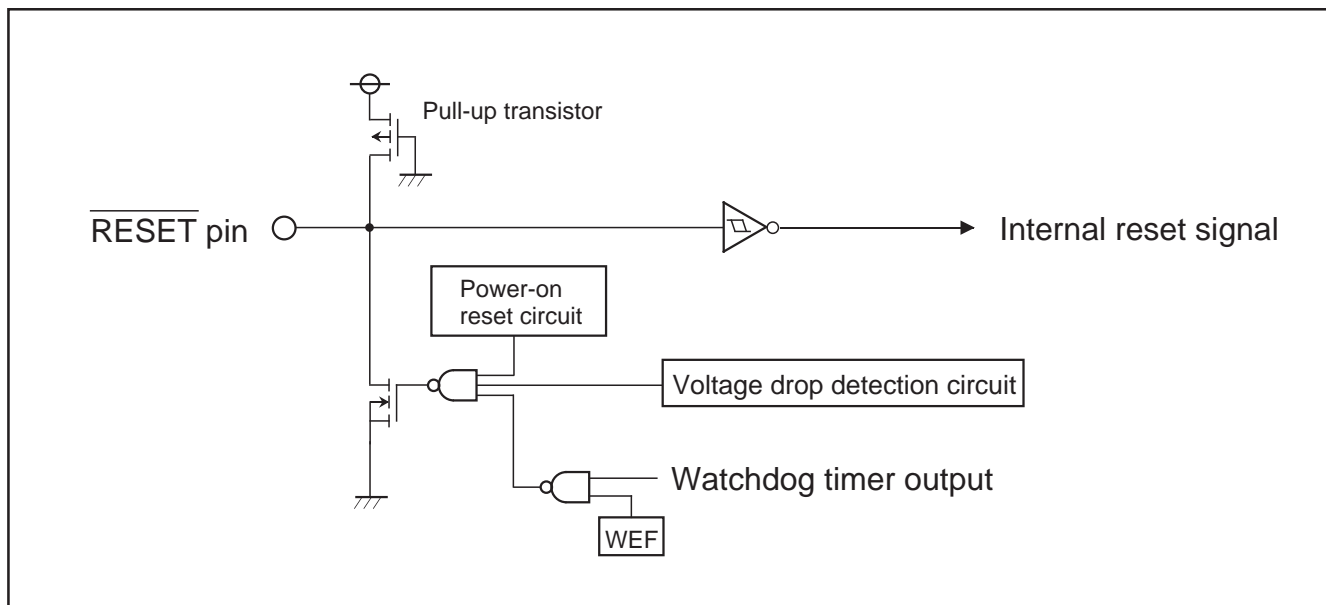 Pull-up transistor
RESET pin
Internal reset signal
Power-on
reset circuit
Voltage drop detection circuit
Watchdog timer output
WEF